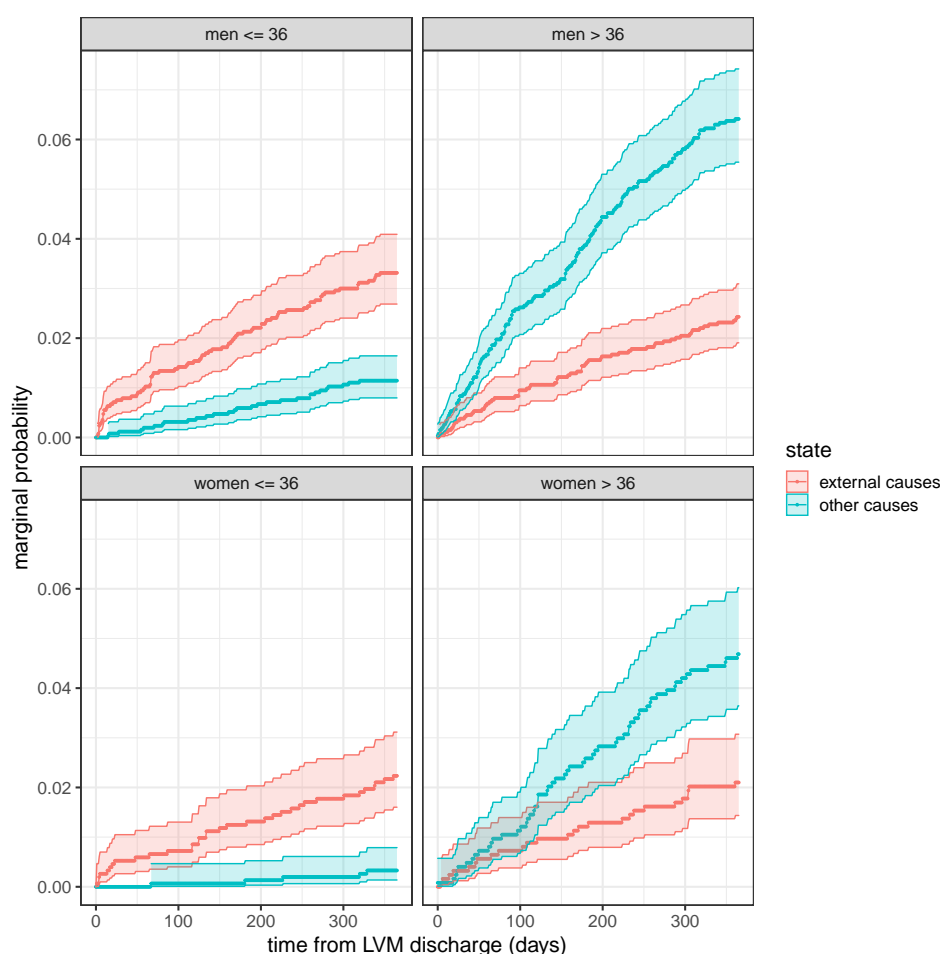 men <= 36
men > 36
0.06
0.04
0.02
0.00
women <= 36
women > 36
0.06
0.04
0.02
0.00
0
100
200
300
0
100
200
300
time from LVM discharge (days)
marginal probability
state
external causes
other causes